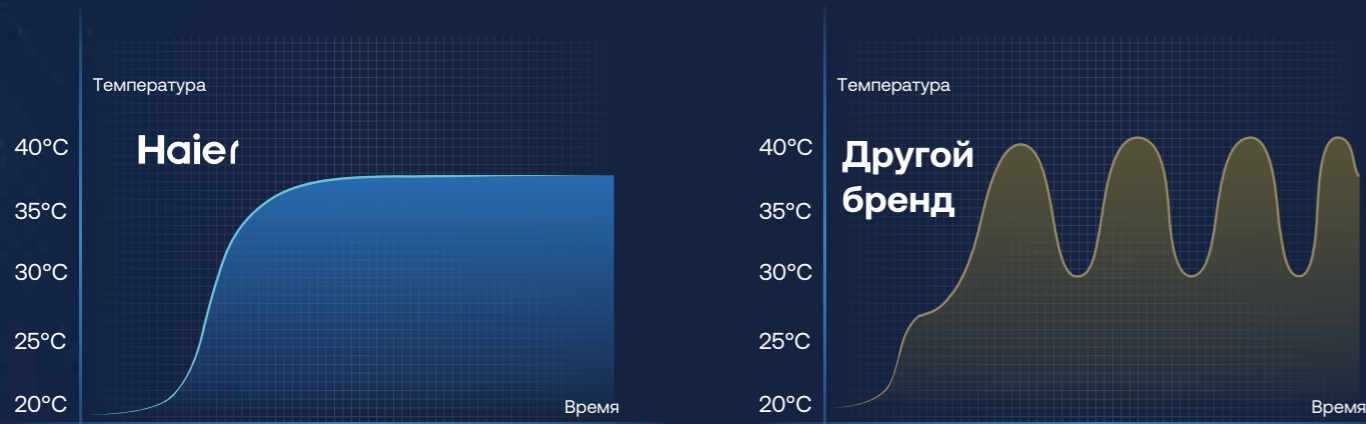 Температура
Haier
40°C
35°C
30°C
25°C
20°C
Время
Температура
Другой
бренд
40°C
35°C
30°C
25°C
20°C
Время